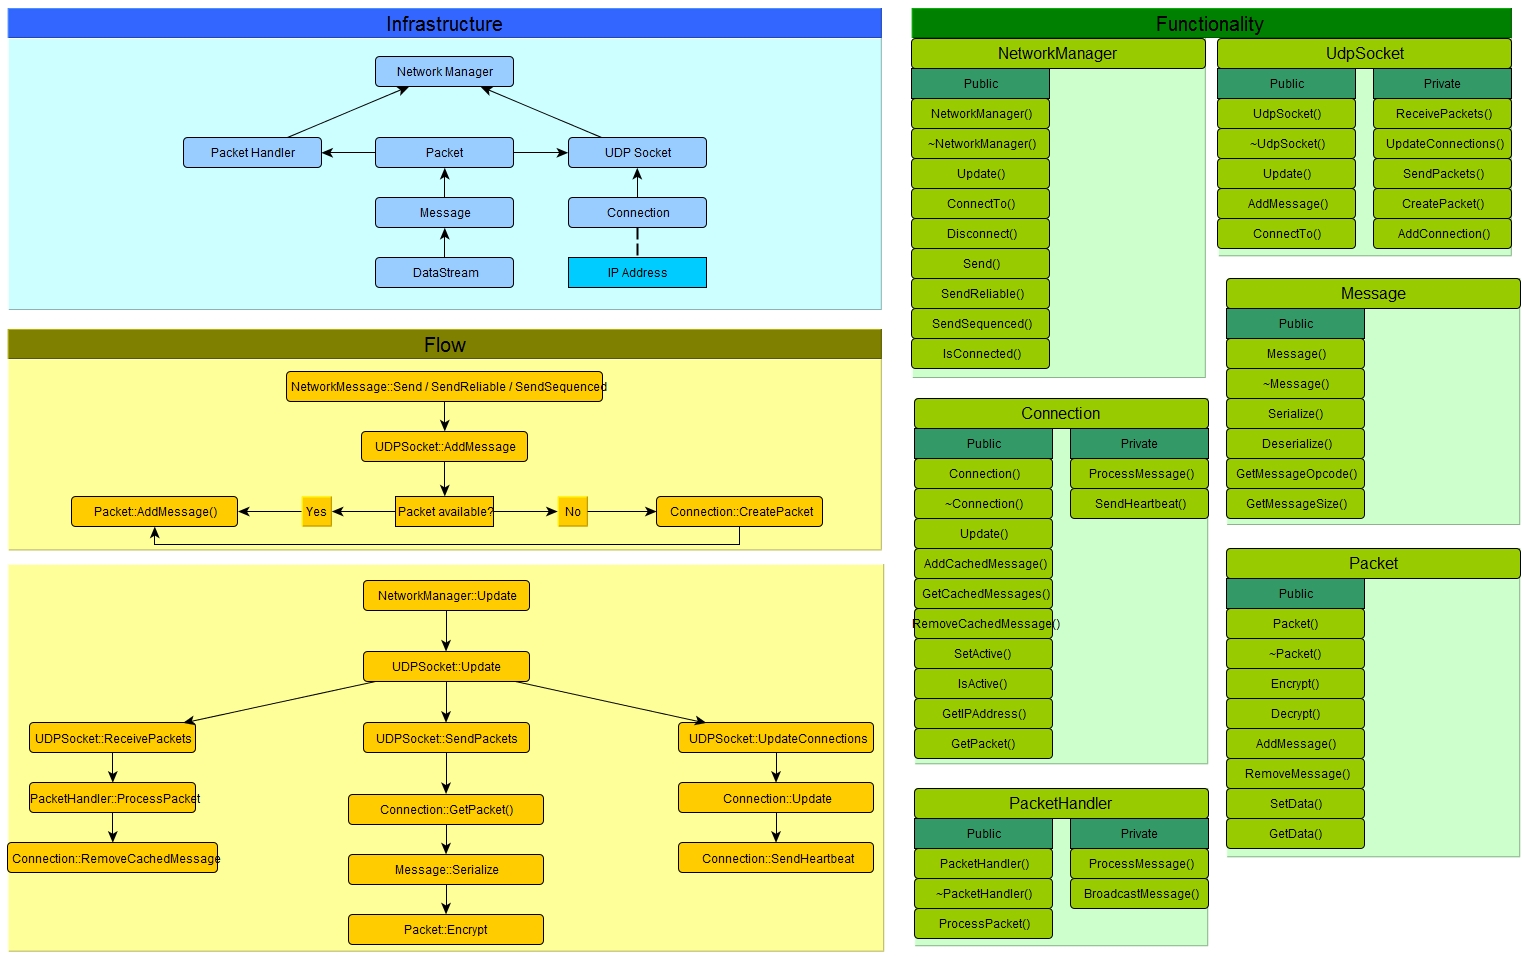 Infrastructure
Network Manager
Packet Handler
Packet
UDP Socket
Message
Connection
DataStream
IP Address
Flow
NetworkMessage::Send / SendReliable / SendSequenced
UDPSocket::AddMessage
Packet::AddMessage()
Yes
Packet available?
No
Connection::CreatePacket
NetworkManager::Update
UDPSocket::Update
UDPSocket::ReceivePackets
UDPSocket::SendPackets
UDPSocket::UpdateConnections
PacketHandler::ProcessPacket
Connection::GetPacket()
Connection::Update
Connection::RemoveCachedMessage
Message::Serialize
Connection::SendHeartbeat
Packet::Encrypt
Functionality
NetworkManager
Public
NetworkManager()
~NetworkManager()
Update()
ConnectTo()
Disconnect()
Send()
SendReliable()
SendSequenced()
IsConnected()
UdpSocket
Public
UdpSocket()
~UdpSocket()
Update()
AddMessage()
ConnectTo()
Private
ReceivePackets()
UpdateConnections()
SendPackets()
CreatePacket()
AddConnection()
Message
Public
Message()
~Message()
Serialize()
Deserialize()
GetMessageOpcode()
GetMessageSize()
Connection
Public
Connection()
~Connection()
Update()
AddCachedMessage()
GetCachedMessages()
RemoveCachedMessage()
SetActive()
IsActive()
GetIPAddress()
GetPacket()
Private
ProcessMessage()
SendHeartbeat()
Packet
Public
Packet()
~Packet()
Encrypt()
Decrypt()
AddMessage()
RemoveMessage()
SetData()
GetData()
PacketHandler
Public
PacketHandler()
~PacketHandler()
ProcessPacket()
Private
ProcessMessage()
BroadcastMessage()